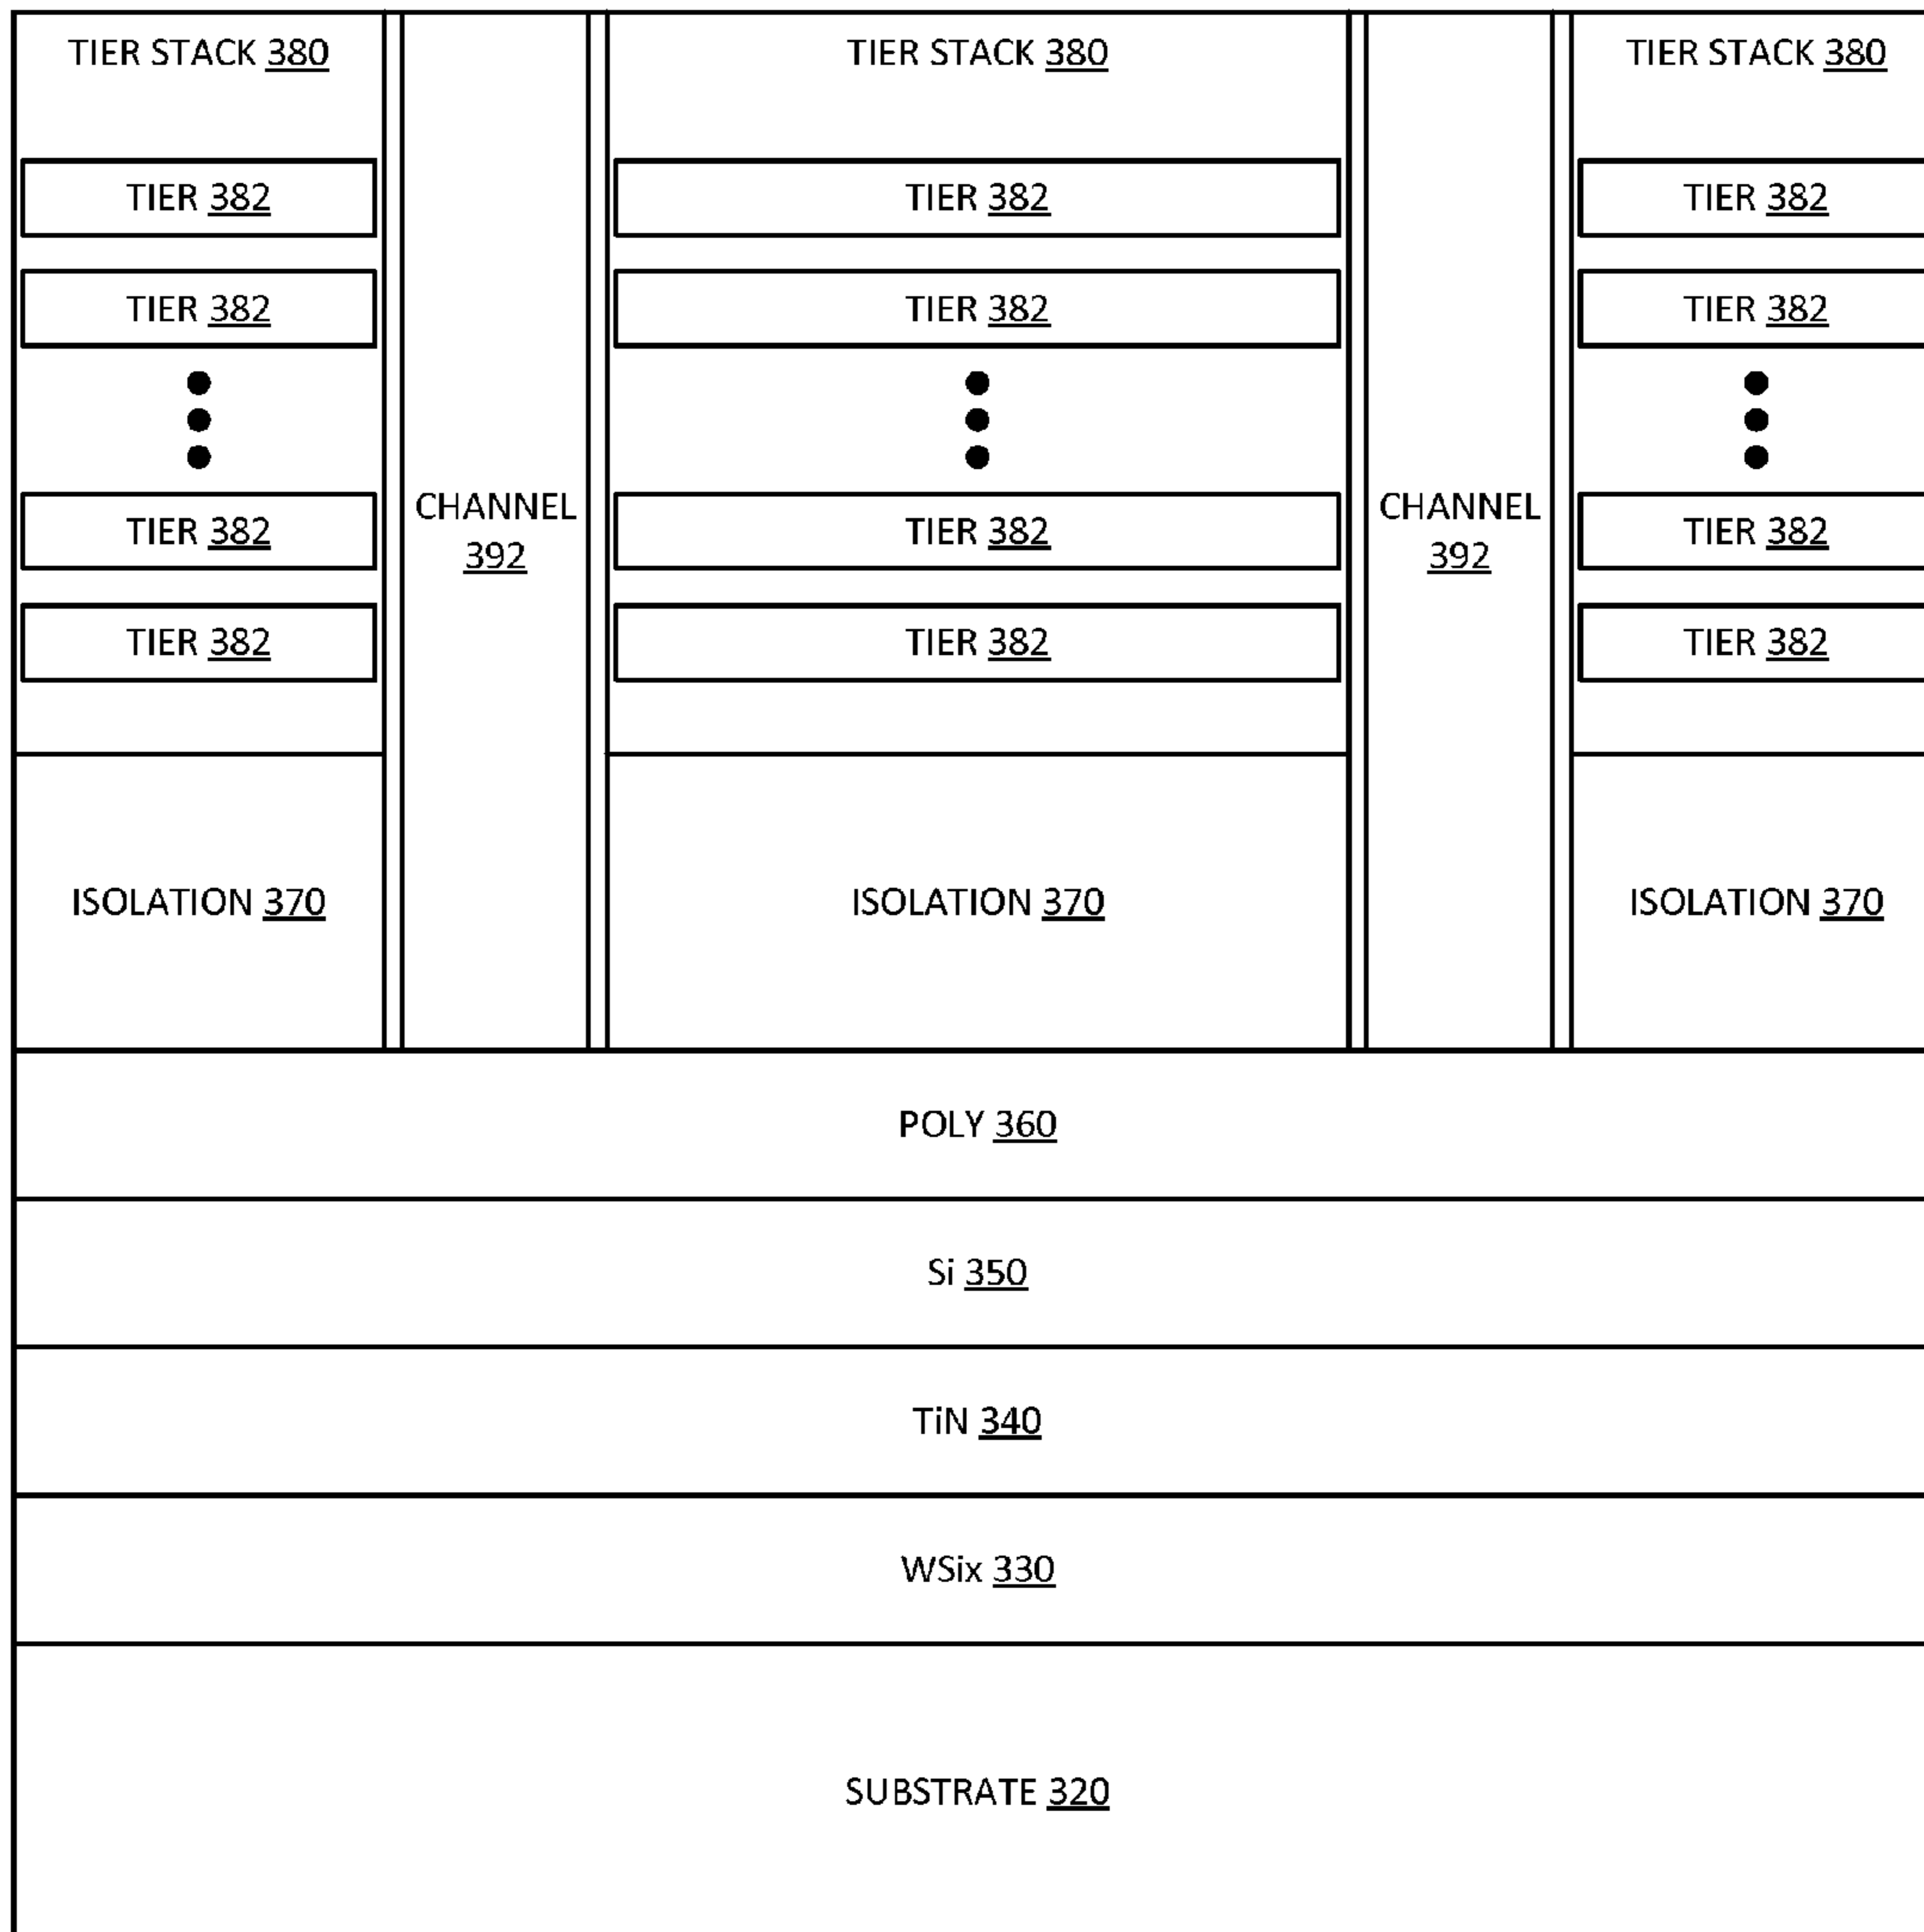 TIER STACK 380
TIER STACK 380
TIER STACK 380
TIER 382
TIER 382
TIER 382
TIER 382
TIER 382
TIER 382
CHANNEL
392
CHANNEL
392
TIER 382
TIER 382
TIER 382
TIER 382
TIER 382
TIER 382
ISOLATION 370
ISOLATION 370
ISOLATION 370
POLY 360
Si 350
TiN 340
WSix 330
SUBSTRATE 320